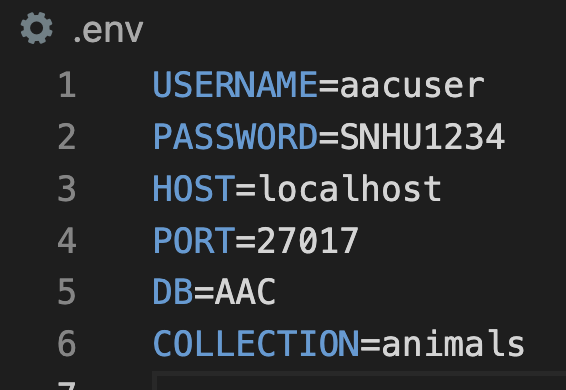 .env
1 USERNAME=aacuser
2 PASSWORD=SNHU1234
3 HOST=localhost
4 PORT=27017
5 DB=AAC
6 COLLECTION=animals
7